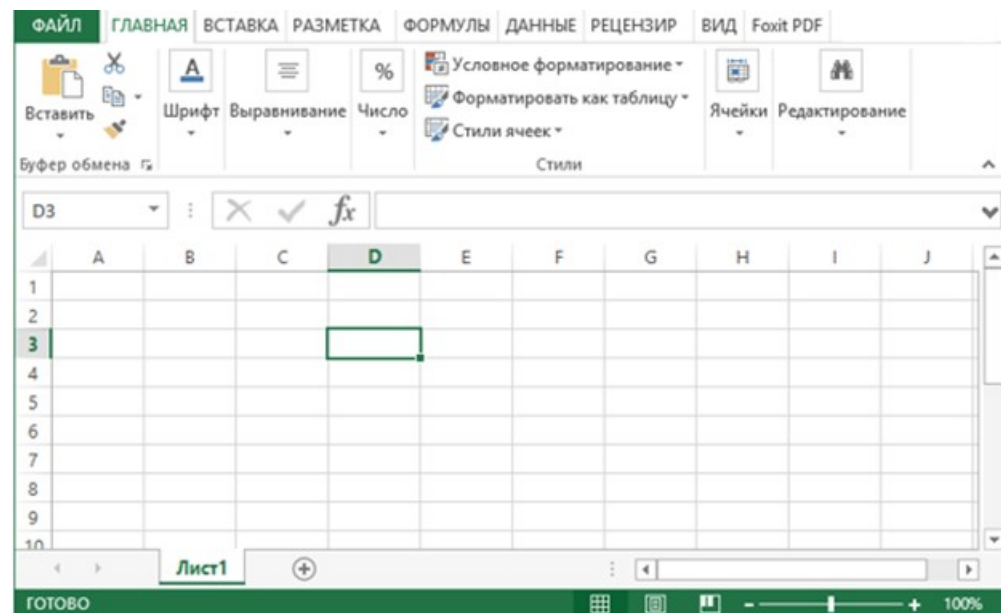 ФАЙЛ ГЛАВНАЯ ВСТАВКА РАЗМЕТКА ФОРМУЛЫ ДАННЫЕ РЕЦЕНЗИР ВИД Foxit PDF
Вставить Шрифт Выравнивание Число Условное форматирование Ячейки Редактирование
A %
Форматировать как таблицу
Стили ячеек
Буфер обмена Стили
D3 fx
A B C D E F G H I J
1
2
3
4
5
6
7
8
9
10
Лист1
ГОТОВО 100%